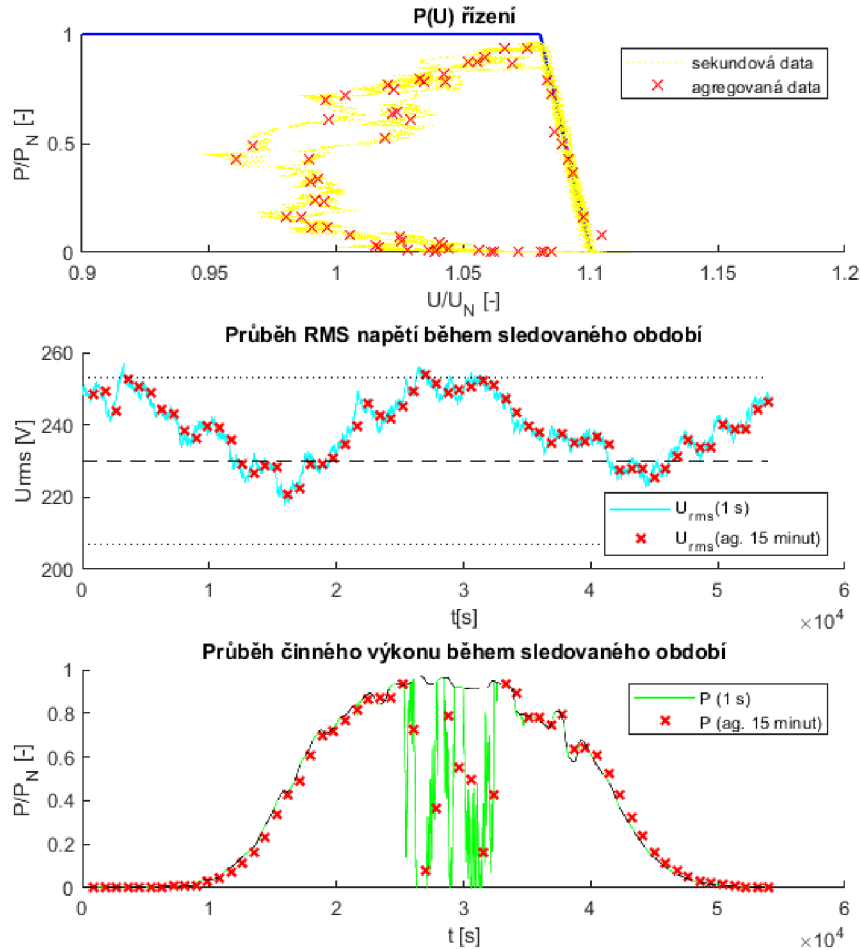 P(U) řízení
1
0.5
0
P/P_N [-]
sekundová data
agregovaná data
0.9
0.95
1
1.05
1.1
1.15
1.2
U/U_N [-]
Průběh RMS napětí během sledovaného období
260
240
220
200
Urms [V]
U_rms(1 s)
U_rms(ag. 15 minut)
0
1
2
3
4
5
6
t[s]
×10^4
Průběh činného výkonu během sledovaného období
1
0.8
0.6
0.4
0.2
0
P/P_N [-]
P (1 s)
P (ag. 15 minut)
0
1
2
3
4
5
6
t [s]
×10^4